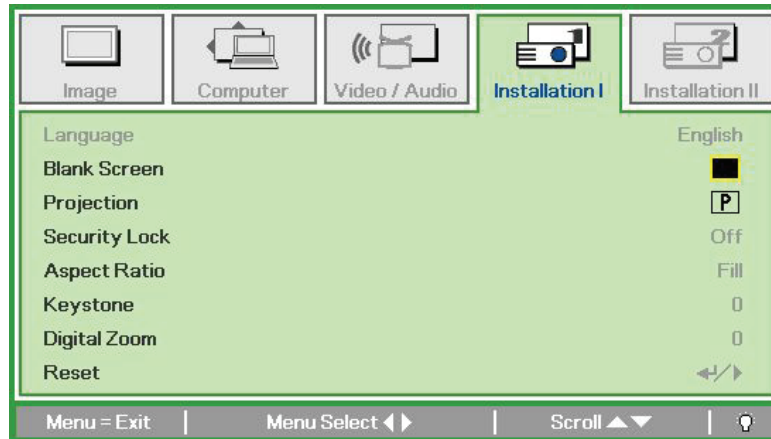 Image Computer Video / Audio Installation I Installation II
Language English
Blank Screen
Projection P
Security Lock Off
Aspect Ratio Fill
Keystone 0
Digital Zoom 0
Reset
Menu = Exit Menu Select Scroll